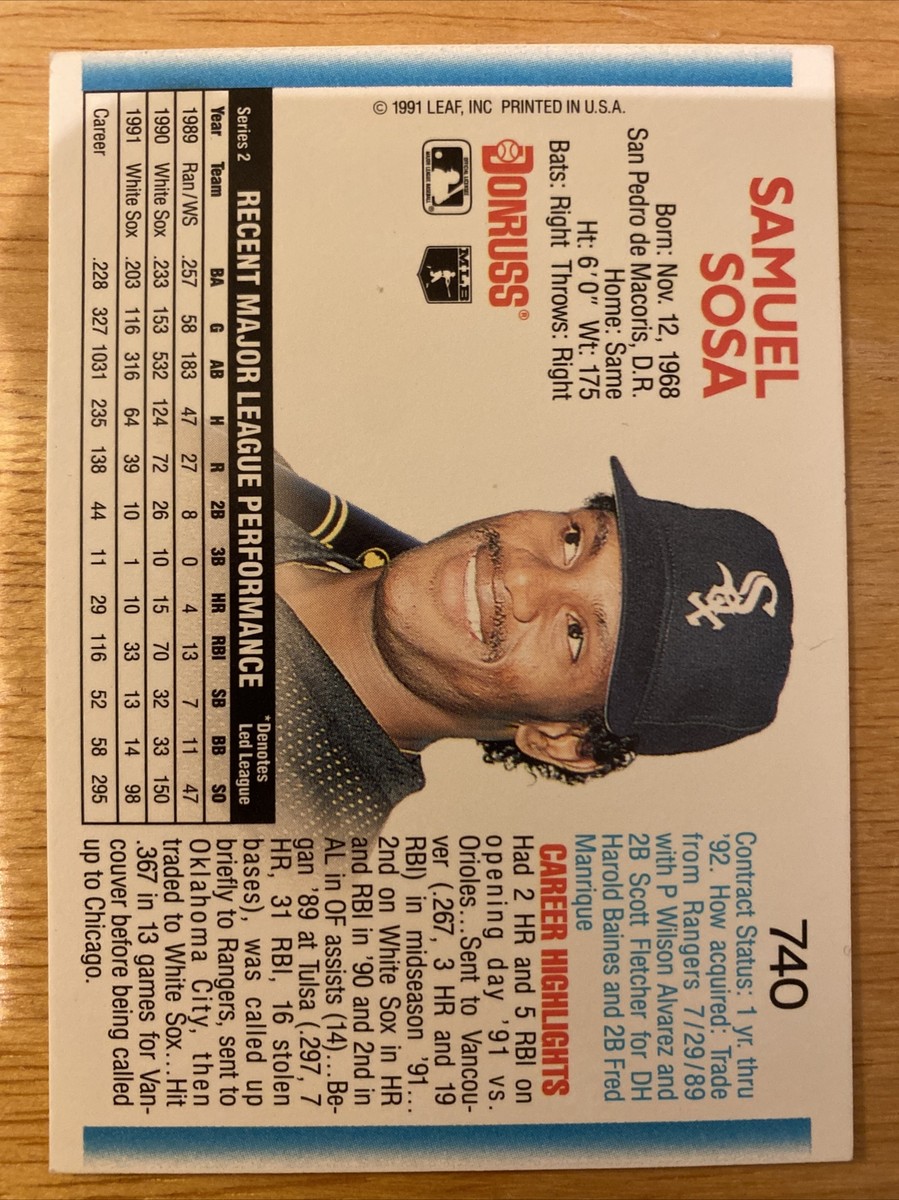 SAMUEL
SOSA
740
Born: Nov. 12, 1968
San Pedro de Macoris, D.R.
Home: Same
Ht: 6'0" Wt: 175
Bats: Right Throws: Right
DONRUSS®
MLB
© 1991 LEAF, INC PRINTED IN U.S.A.
Contract Status: 1 yr. thru
'92. How acquired: Trade
from Rangers 7/29/89
with P Wilson Alvarez and
2B Scott Fletcher for DH
Harold Baines and 2B Fred
Manrique
CAREER HIGHLIGHTS
Had 2 HR and 5 RBI on
opening day '91 vs.
Orioles...Sent to Vancou-
ver (.267, 3 HR and 19
RBI) in midseason '91...
2nd on White Sox in HR
and RBI in '90 and 2nd in
AL in OF assists (14)...Be-
gan '89 at Tulsa (.297, 7
HR, 31 RBI, 16 stolen
bases), was called up
briefly to Rangers, sent to
Oklahoma City, then
traded to White Sox...Hit
.367 in 13 games for Van-
couver before being called
up to Chicago.
Series 2 RECENT MAJOR LEAGUE PERFORMANCE *Denotes
Led League
Year Team BA G AB H R 2B 3B HR RBI SB BB SO
1989 Ran/WS .257 58 183 47 27 8 0 4 13 7 11 47
1990 White Sox .233 153 532 124 72 26 10 15 70 32 33 150
1991 White Sox .203 116 316 64 39 10 1 10 33 13 14 98
Career .228 327 1031 235 138 44 11 29 116 52 58 295